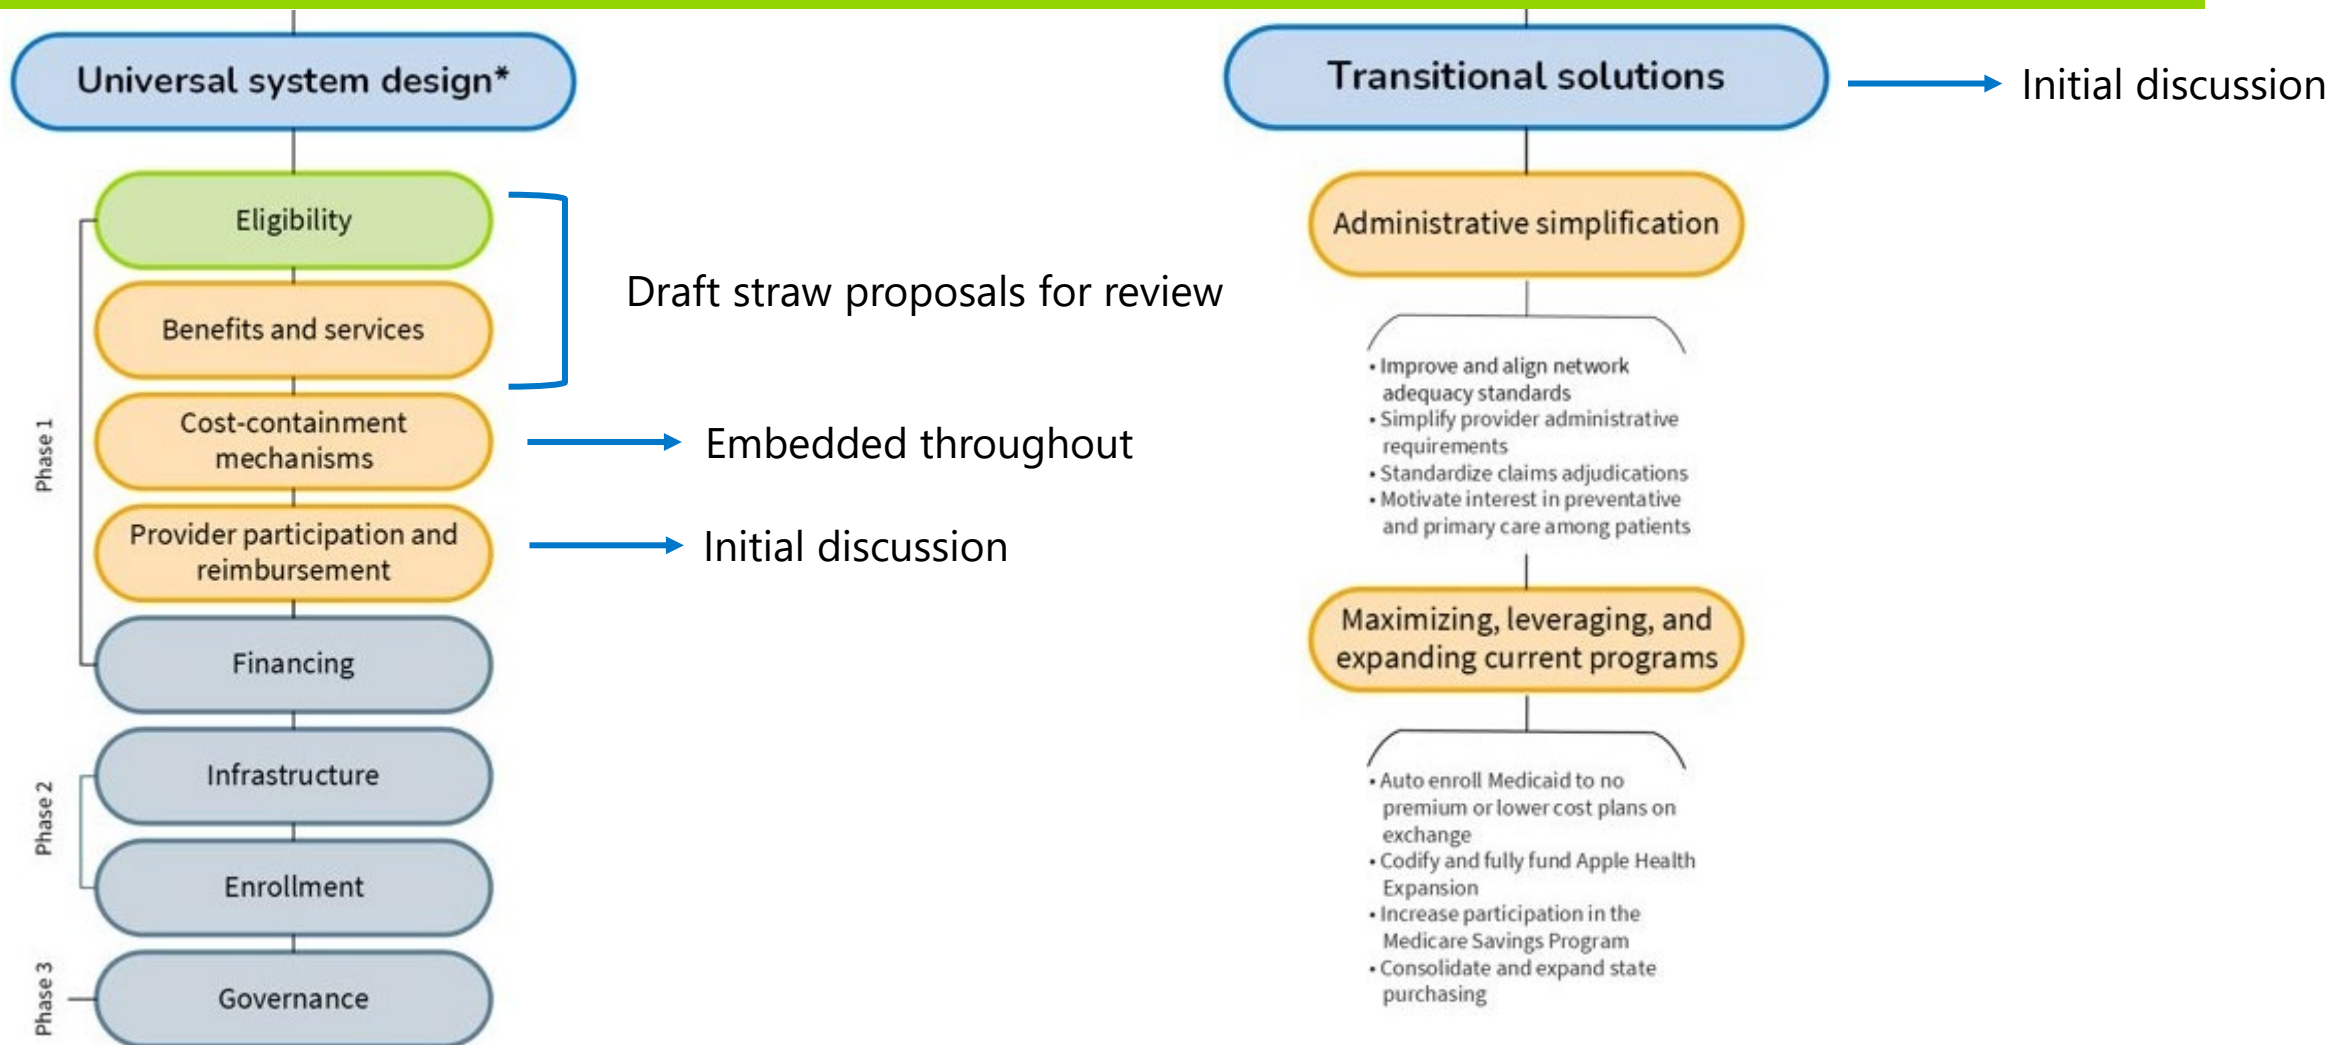 Universal system design*
Phase 1
Eligibility
Benefits and services
Draft straw proposals for review
Cost-containment
mechanisms
Embedded throughout
Provider participation and
reimbursement
Initial discussion
Financing
Phase 2
Infrastructure
Enrollment
Phase 3
Governance
Transitional solutions
Initial discussion
Administrative simplification
• Improve and align network
adequacy standards
• Simplify provider administrative
requirements
• Standardize claims adjudications
• Motivate interest in preventative
and primary care among patients
Maximizing, leveraging, and
expanding current programs
• Auto enroll Medicaid to no
premium or lower cost plans on
exchange
• Codify and fully fund Apple Health
Expansion
• Increase participation in the
Medicare Savings Program
• Consolidate and expand state
purchasing